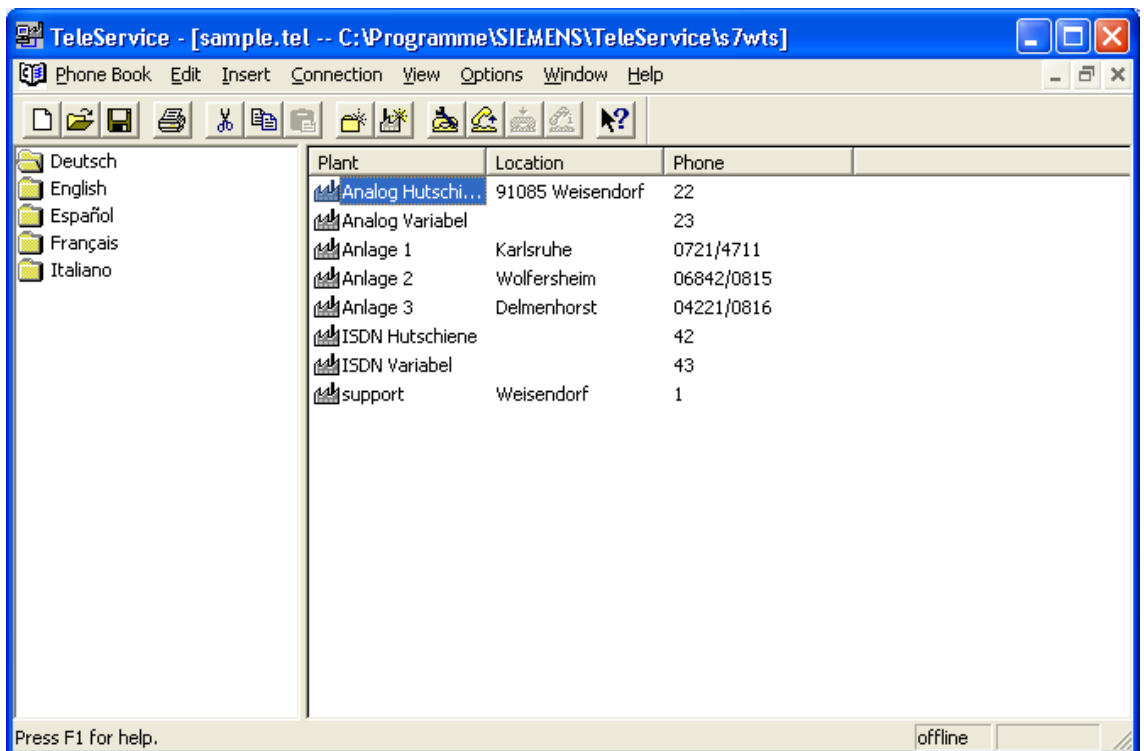 TeleService - [sample.tel -- C:\Programme\SIEMENS\TeleService\s7wts]
Phone Book Edit Insert Connection View Options Window Help
Deutsch
English
Español
Français
Italiano
Plant Location Phone
Analog Hutschi... 91085 Weisendorf 22
Analog Variabel 23
Anlage 1 Karlsruhe 0721/4711
Anlage 2 Wolfersheim 06842/0815
Anlage 3 Delmenhorst 04221/0816
ISDN Hutschiene 42
ISDN Variabel 43
support Weisendorf 1
Press F1 for help. offline